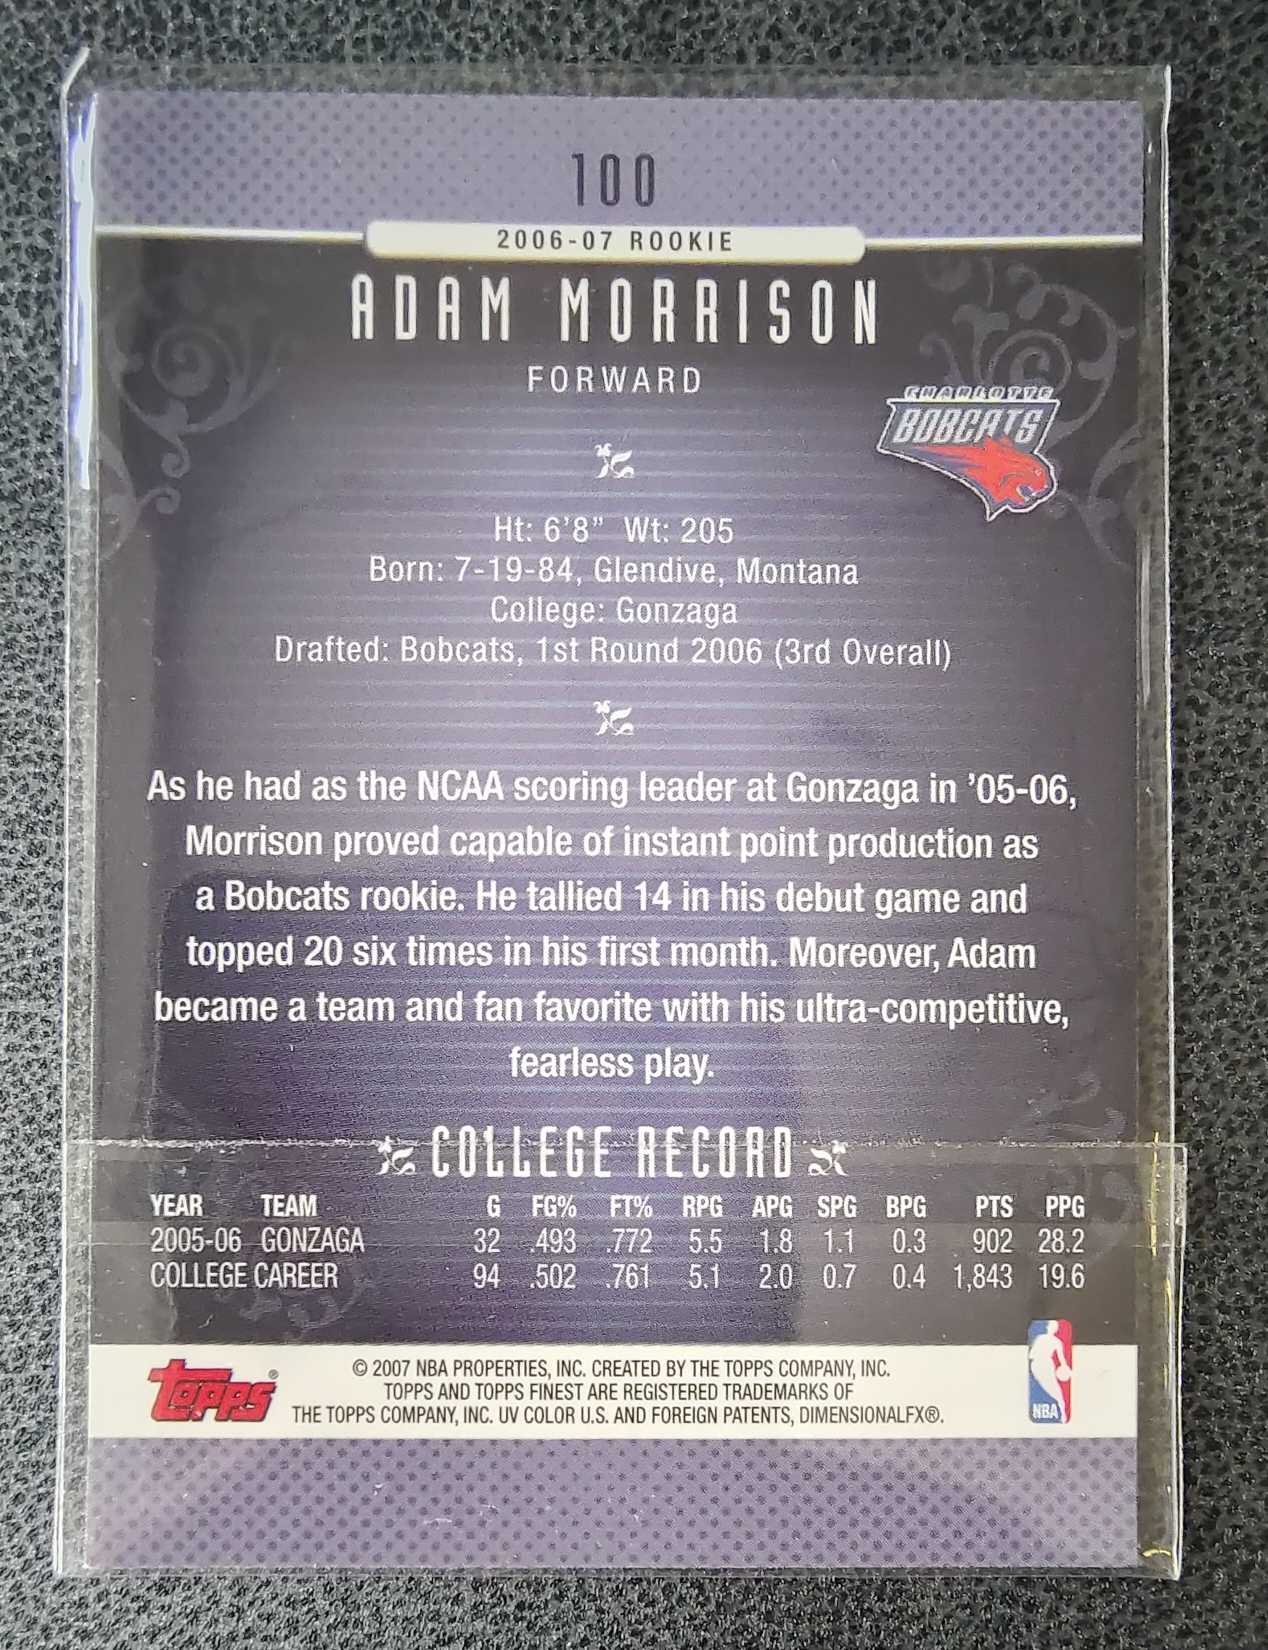 100
2006-07 ROOKIE
ADAM MORRISON
FORWARD
CHARLOTTE
BOBCATS
Ht: 6'8” Wt: 205
Born: 7-19-84, Glendive, Montana
College: Gonzaga
Drafted: Bobcats, 1st Round 2006 (3rd Overall)
As he had as the NCAA scoring leader at Gonzaga in ’05-06,
Morrison proved capable of instant point production as
a Bobcats rookie. He tallied 14 in his debut game and
topped 20 six times in his first month. Moreover, Adam
became a team and fan favorite with his ultra-competitive,
fearless play.
COLLEGE RECORD
YEAR TEAM G FG% FT% RPG APG SPG BPG PTS PPG
2005-06 GONZAGA 32 .493 .772 5.5 1.8 1.1 0.3 902 28.2
COLLEGE CAREER 94 .502 .761 5.1 2.0 0.7 0.4 1,843 19.6
Topps®
© 2007 NBA PROPERTIES, INC. CREATED BY THE TOPPS COMPANY, INC.
TOPPS AND TOPPS FINEST ARE REGISTERED TRADEMARKS OF
THE TOPPS COMPANY, INC. UV COLOR U.S. AND FOREIGN PATENTS, DIMENSIONALFX®.
NBA